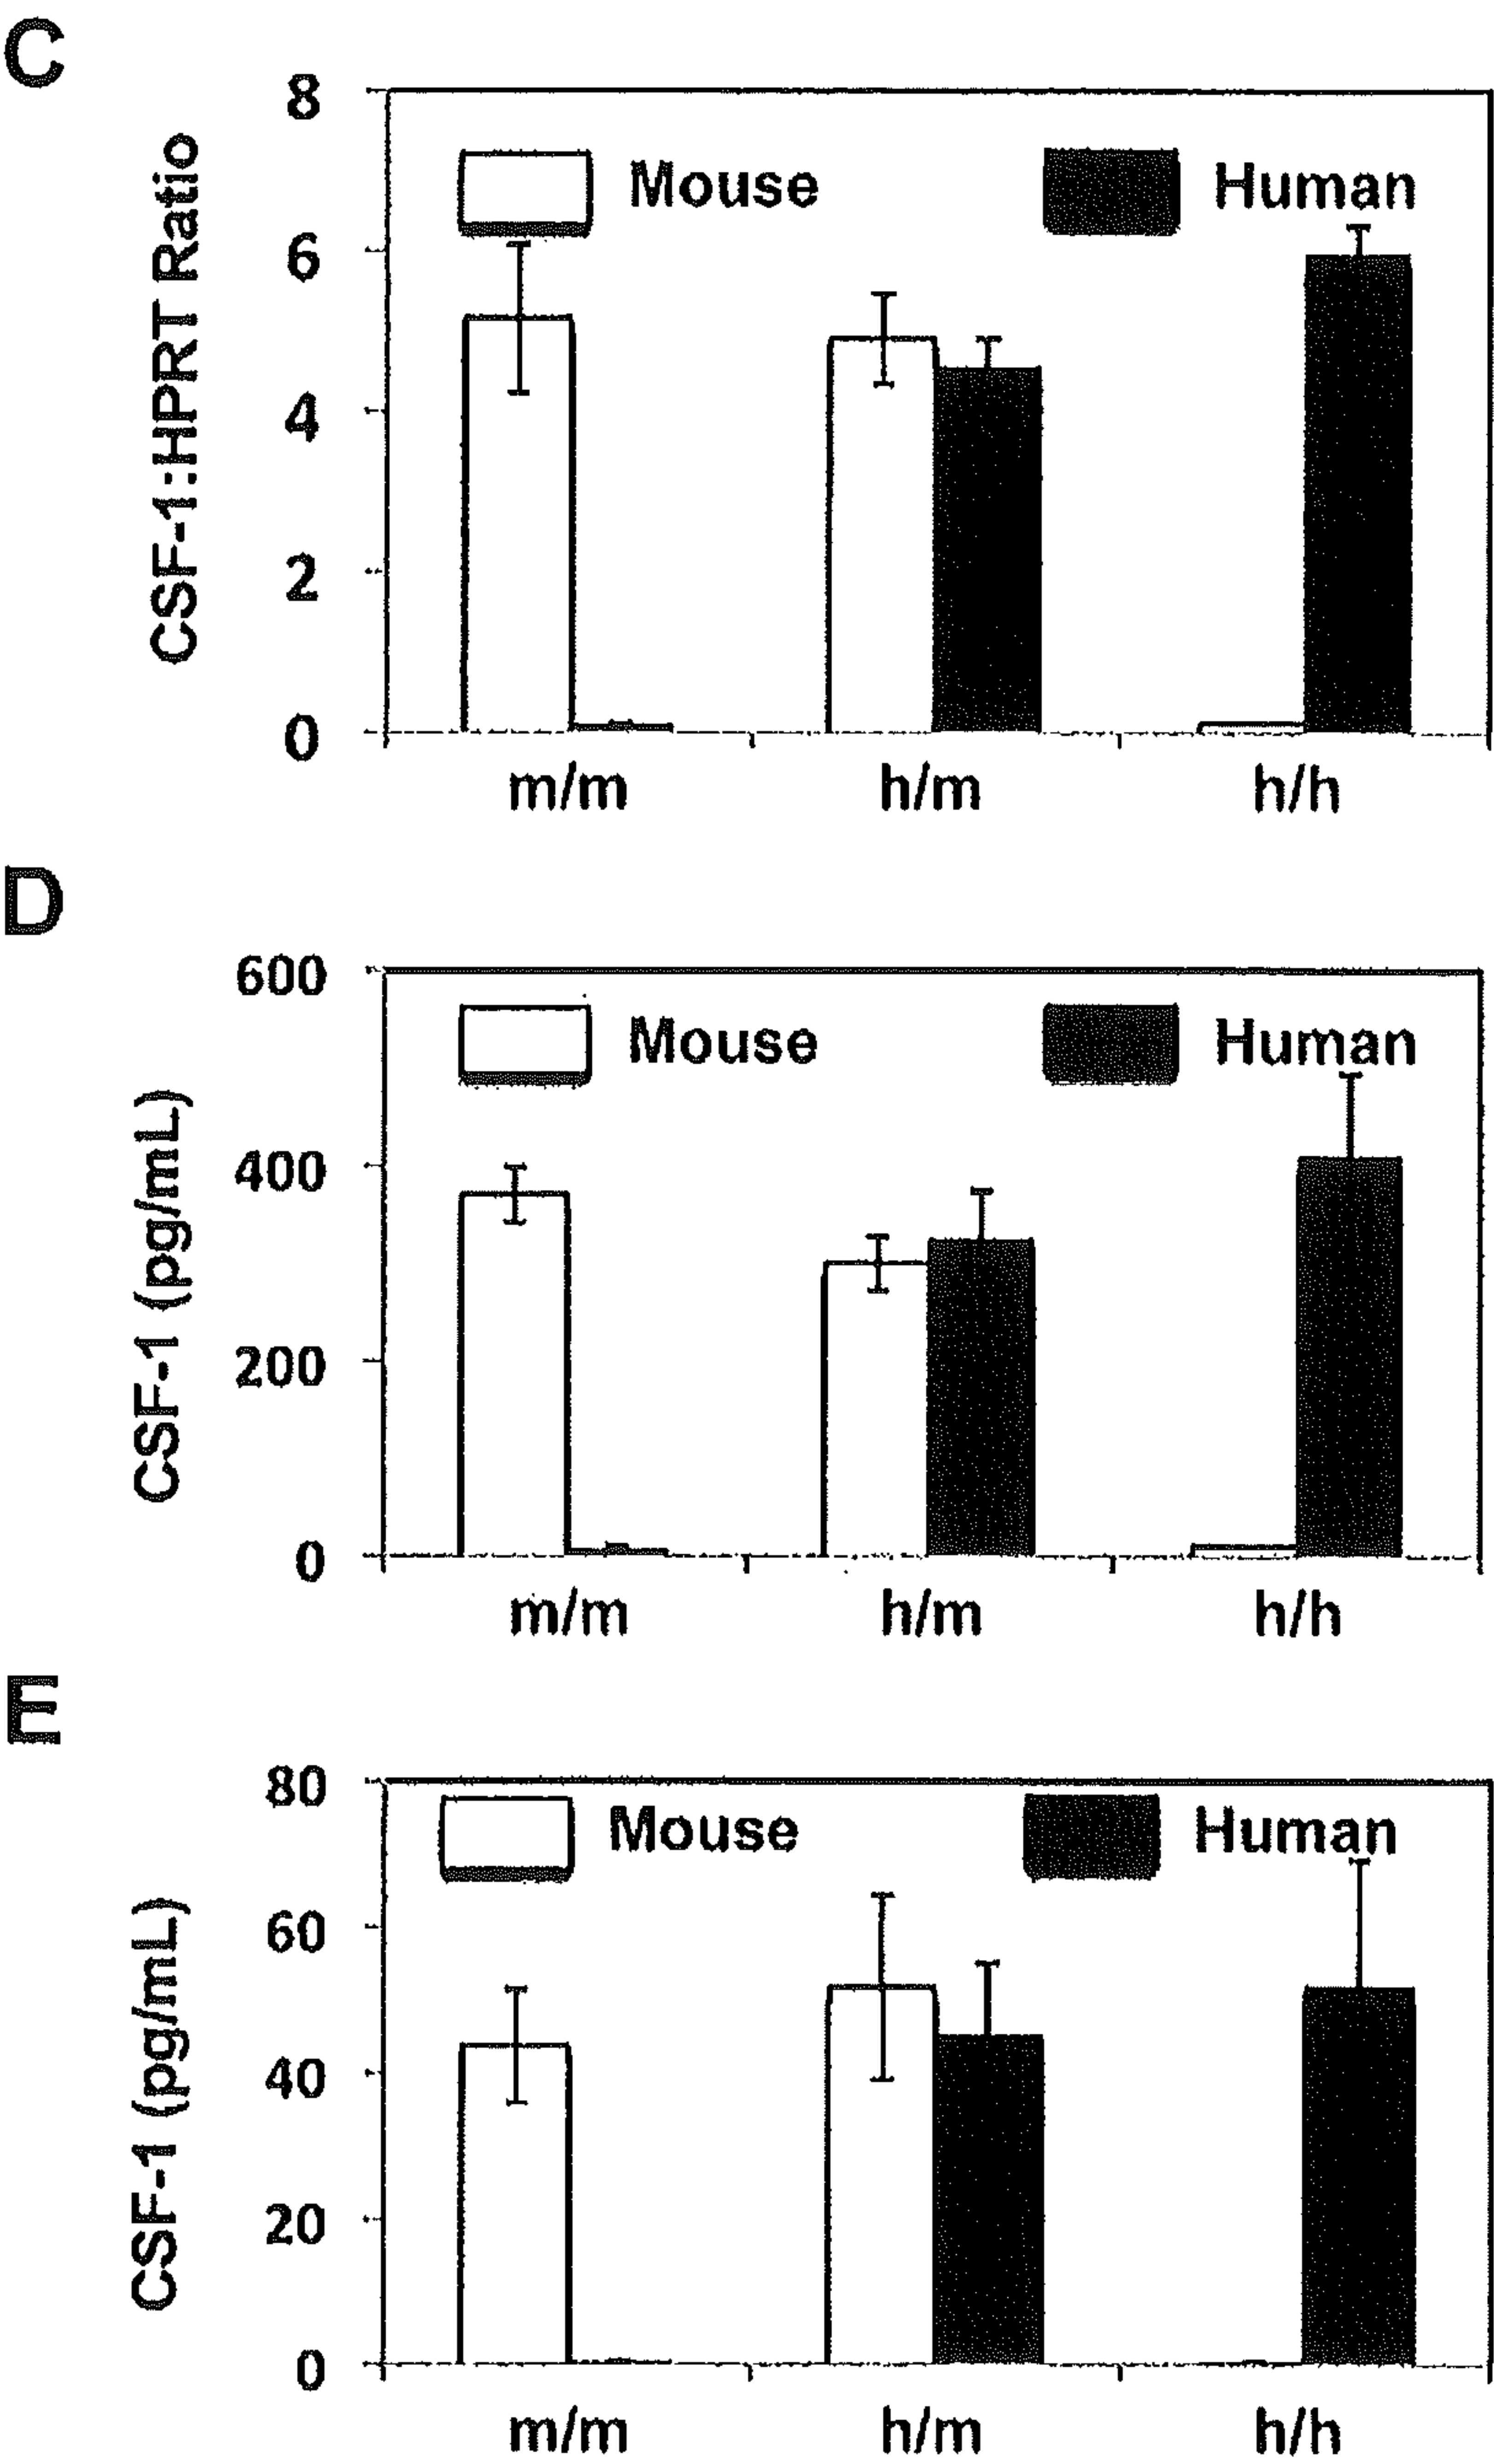 C
CSF-1::HPRT Ratio
8
6
4
2
0
Mouse
Human
m/m
h/m
h/h
D
CSF-1 (pg/mL)
600
400
200
0
Mouse
Human
m/m
h/m
h/h
E
CSF-1 (pg/mL)
80
60
40
20
0
Mouse
Human
m/m
h/m
h/h